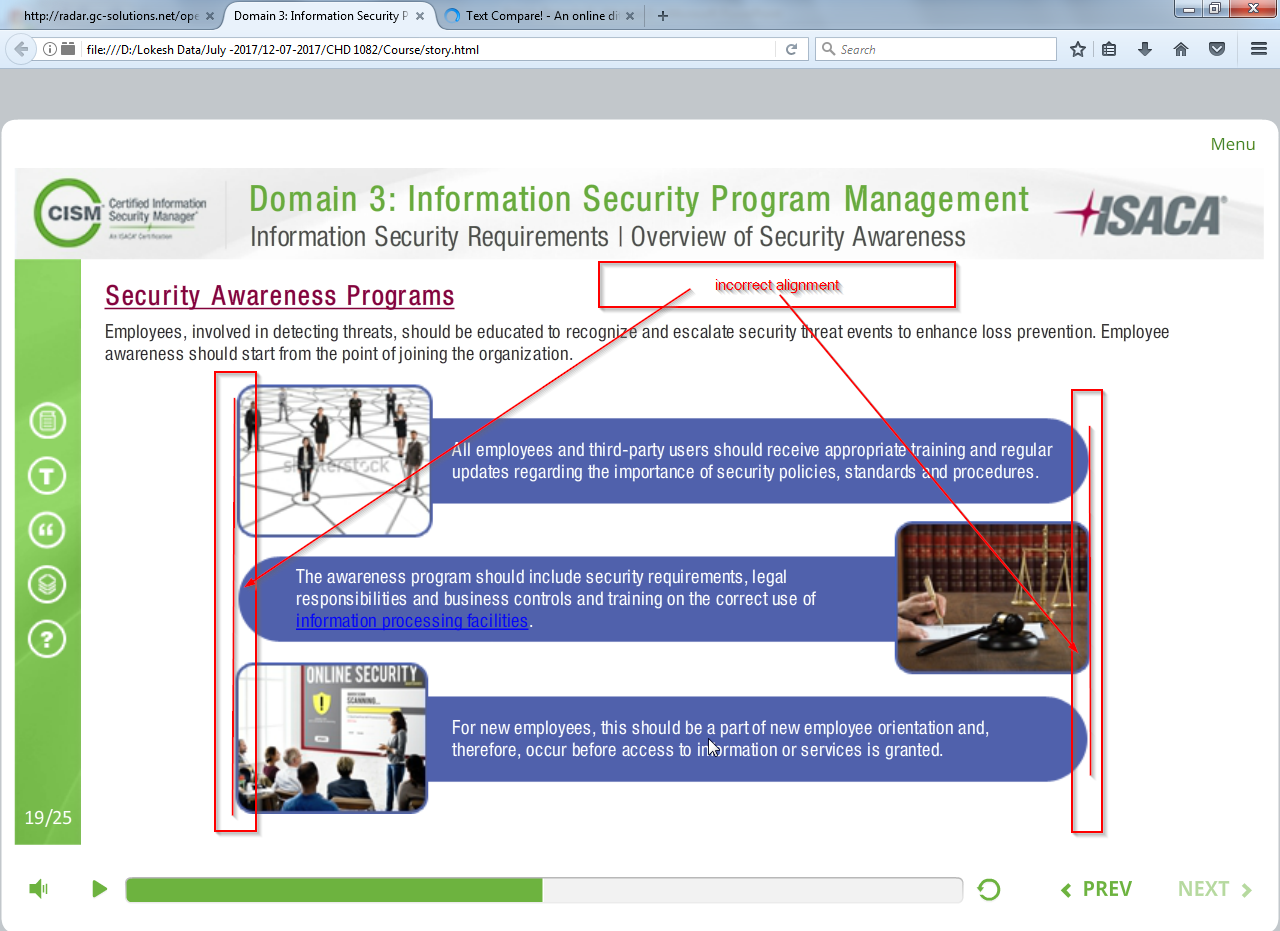 http://radar.gc-solutions.net/ope
Domain 3: Information Security P
Text Compare! - An online di
file:///D:/Lokesh Data/July -2017/12-07-2017/CHD 1082/Course/story.html
Search
Menu
CISM
Certified Information
Security Manager®
An ISACA® Certification
Domain 3: Information Security Program Management
Information Security Requirements | Overview of Security Awareness
ISACA®
incorrect alignment
Security Awareness Programs
Employees, involved in detecting threats, should be educated to recognize and escalate security threat events to enhance loss prevention. Employee
awareness should start from the point of joining the organization.
shutterstock
All employees and third-party users should receive appropriate training and regular
updates regarding the importance of security policies, standards and procedures.
The awareness program should include security requirements, legal
responsibilities and business controls and training on the correct use of
information processing facilities.
ONLINE SECURITY
SCANNING...
For new employees, this should be a part of new employee orientation and,
therefore, occur before access to information or services is granted.
19/25
PREV
NEXT